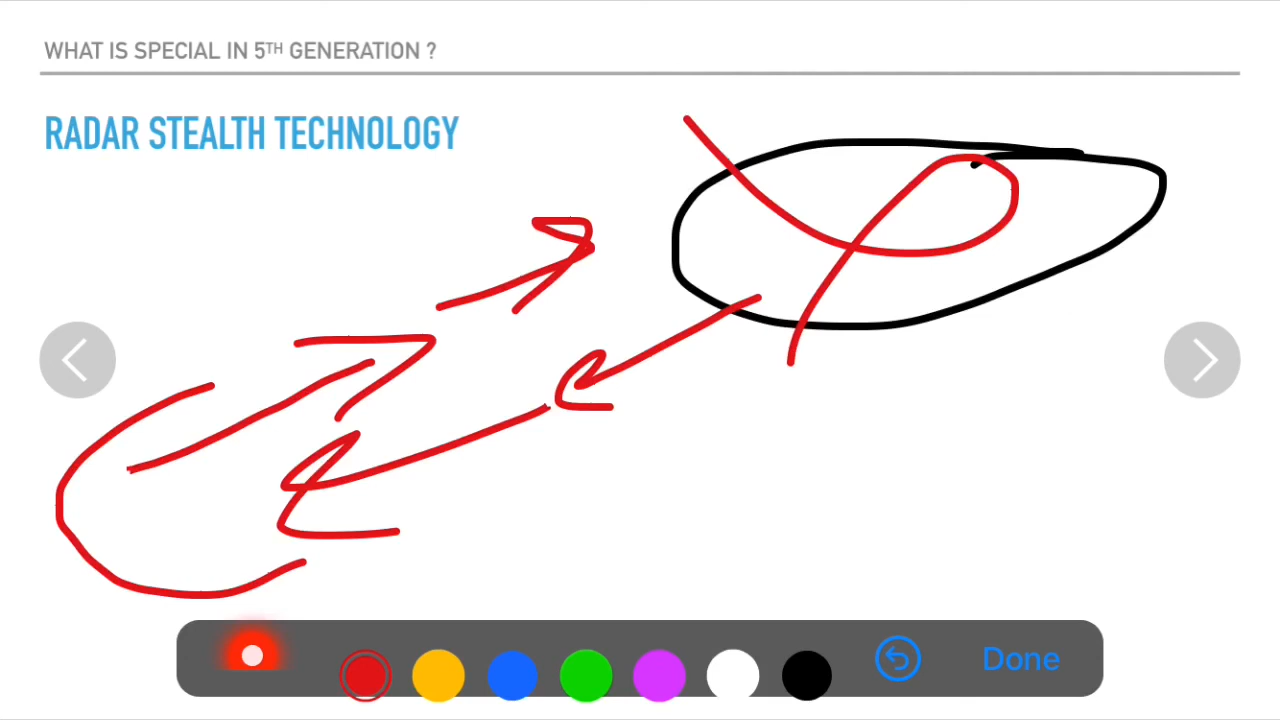 WHAT IS SPECIAL IN 5TH GENERATION ?
RADAR STEALTH TECHNOLOGY
Done